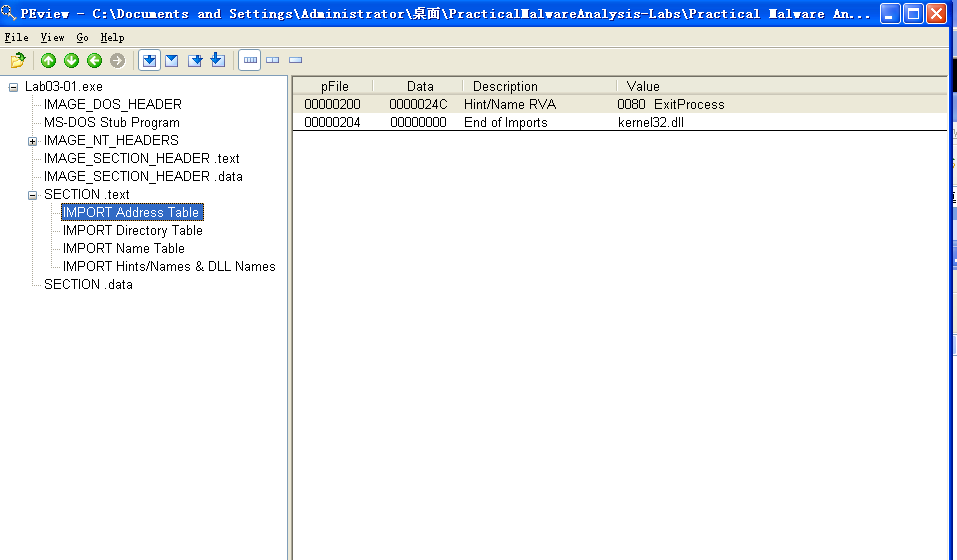 PEview - C:\Documents and Settings\Administrator\桌面\PracticalMalwareAnalysis-Labs\Practical Malware An...
File View Go Help
Lab03-01.exe
IMAGE_DOS_HEADER
MS-DOS Stub Program
IMAGE_NT_HEADERS
IMAGE_SECTION_HEADER .text
IMAGE_SECTION_HEADER .data
SECTION .text
IMPORT Address Table
IMPORT Directory Table
IMPORT Name Table
IMPORT Hints/Names & DLL Names
SECTION .data
pFile Data Description Value
00000200 0000024C Hint/Name RVA 0080 ExitProcess
00000204 00000000 End of Imports kernel32.dll